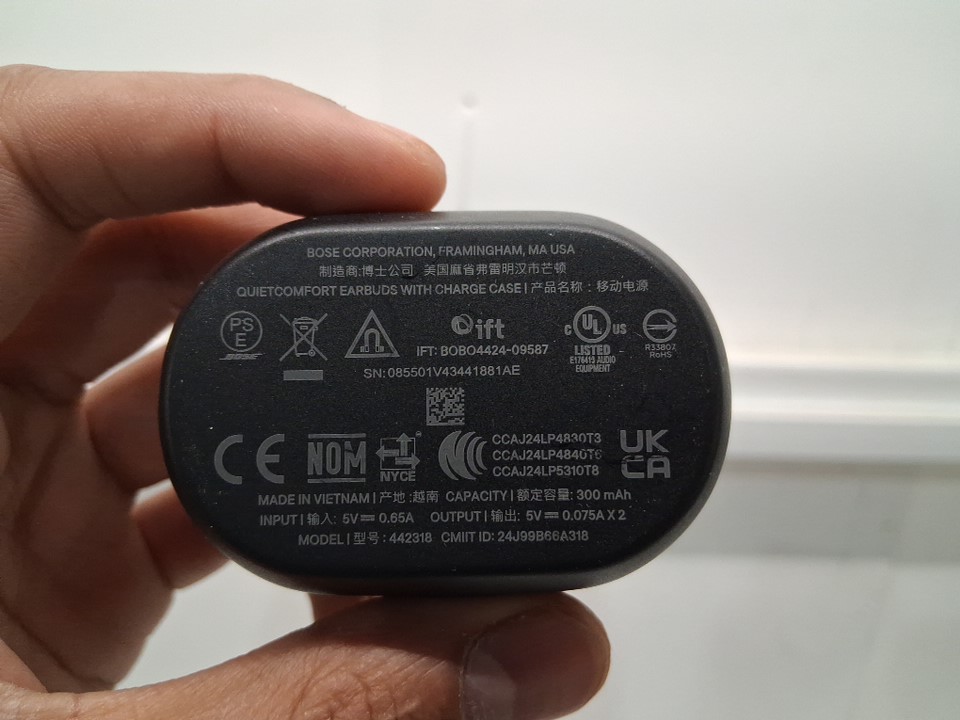 BOSE CORPORATION, FRAMINGHAM, MA USA
制造商:博士公司 美国麻省弗雷明汉市芒顿
QUIETCOMFORT EARBUDS WITH CHARGE CASE | 产品名称：移动电源
PS E
BOSE
ift
IFT: BOBO4424-09587
C UL US
LISTED
E176413 AUDIO
EQUIPMENT
R33807
RoHS
SN: 085501V43441881AE
CE
NOM
NYCE
CCAJ24LP4830T3
CCAJ24LP4840T6
CCAJ24LP5310T8
UK
CA
MADE IN VIETNAM | 产地:越南 CAPACITY | 额定容量: 300 mAh
INPUT | 输入: 5V⎓0.65A OUTPUT | 输出: 5V⎓0.075A X 2
MODEL | 型号: 442318 CMIIT ID: 24J99B66A318